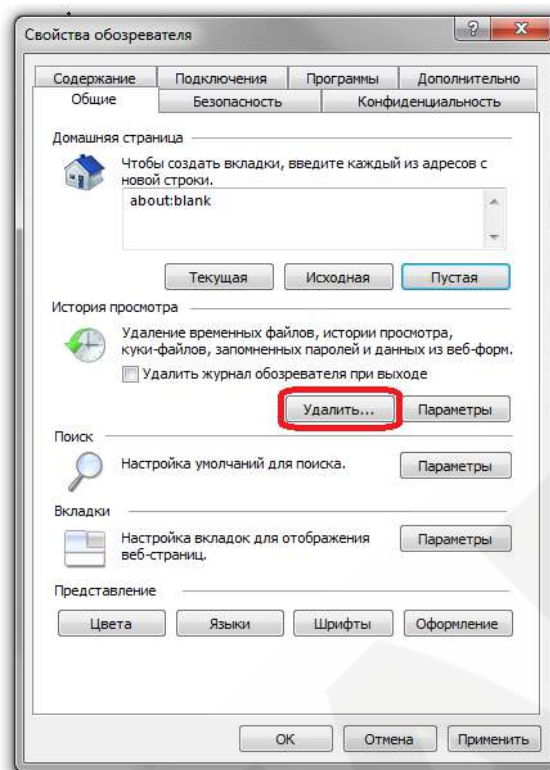 Свойства обозревателя
Содержание Подключения Программы Дополнительно
Общие Безопасность Конфиденциальность
Домашняя страница
Чтобы создать вкладки, введите каждый из адресов с
новой строки.
about:blank
Текущая Исходная Пустая
История просмотра
Удаление временных файлов, истории просмотра,
куки-файлов, запомненных паролей и данных из веб-форм.
Удалить журнал обозревателя при выходе
Удалить... Параметры
Поиск
Настройка умолчаний для поиска. Параметры
Вкладки
Настройка вкладок для отображения
веб-страниц. Параметры
Представление
Цвета Языки Шрифты Оформление
ОК Отмена Применить